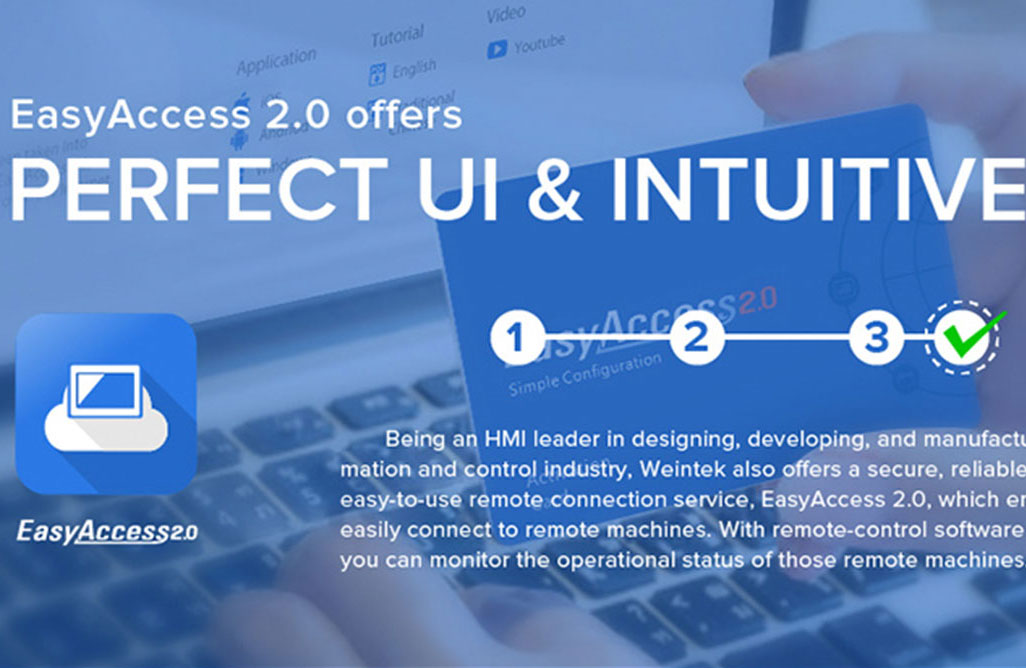 Video
Tutorial
Youtube
Application
English
iOS
Android
EasyAccess 2.0 offers
PERFECT UI & INTUITIVE
1
2
3
EasyAccess2.0
Simple Configuration
Being an HMI leader in designing, developing, and manufactu
mation and control industry, Weintek also offers a secure, reliable
easy-to-use remote connection service, EasyAccess 2.0, which en
easily connect to remote machines. With remote-control software
you can monitor the operational status of those remote machines.
EasyAccess2.0